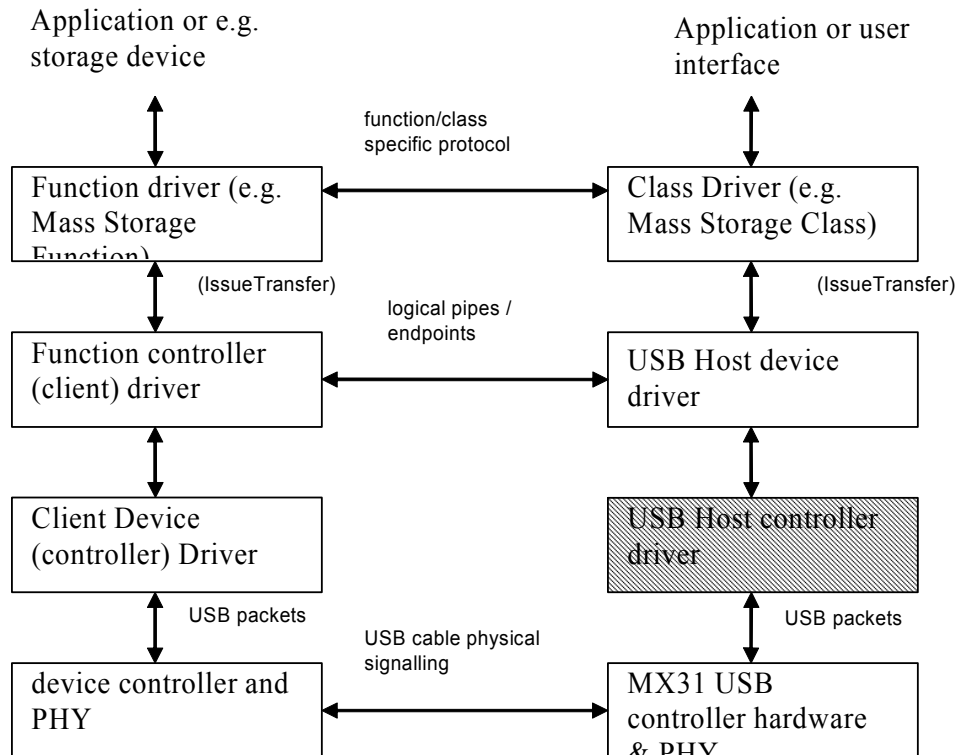 Application or e.g.
storage device
Application or user
interface
function/class
specific protocol
Function driver (e.g.
Mass Storage
Function)
Class Driver (e.g.
Mass Storage Class)
(IssueTransfer)
(IssueTransfer)
logical pipes /
endpoints
Function controller
(client) driver
USB Host device
driver
Client Device
(controller) Driver
USB Host controller
driver
USB packets
USB packets
USB cable physical
signalling
device controller and
PHY
MX31 USB
controller hardware
& PHY